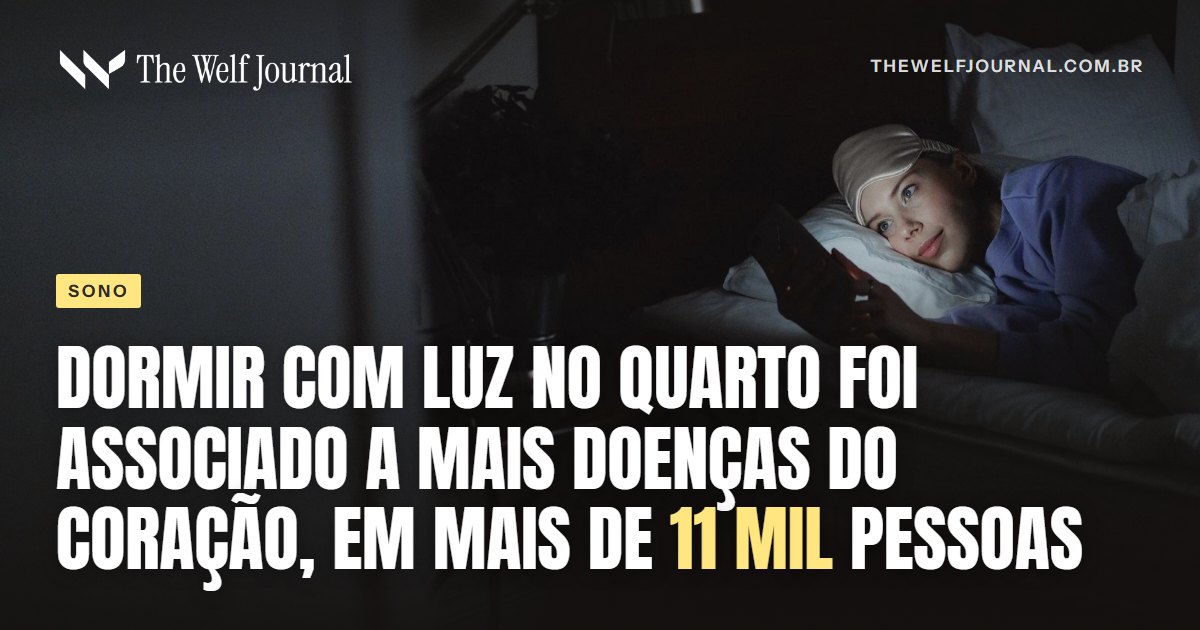 The Welf Journal
THEWELFJOURNAL.COM.BR
SONO
DORMIR COM LUZ NO QUARTO FOI
ASSOCIADO A MAIS DOENÇAS DO
CORAÇÃO, EM MAIS DE 11 MIL PESSOAS